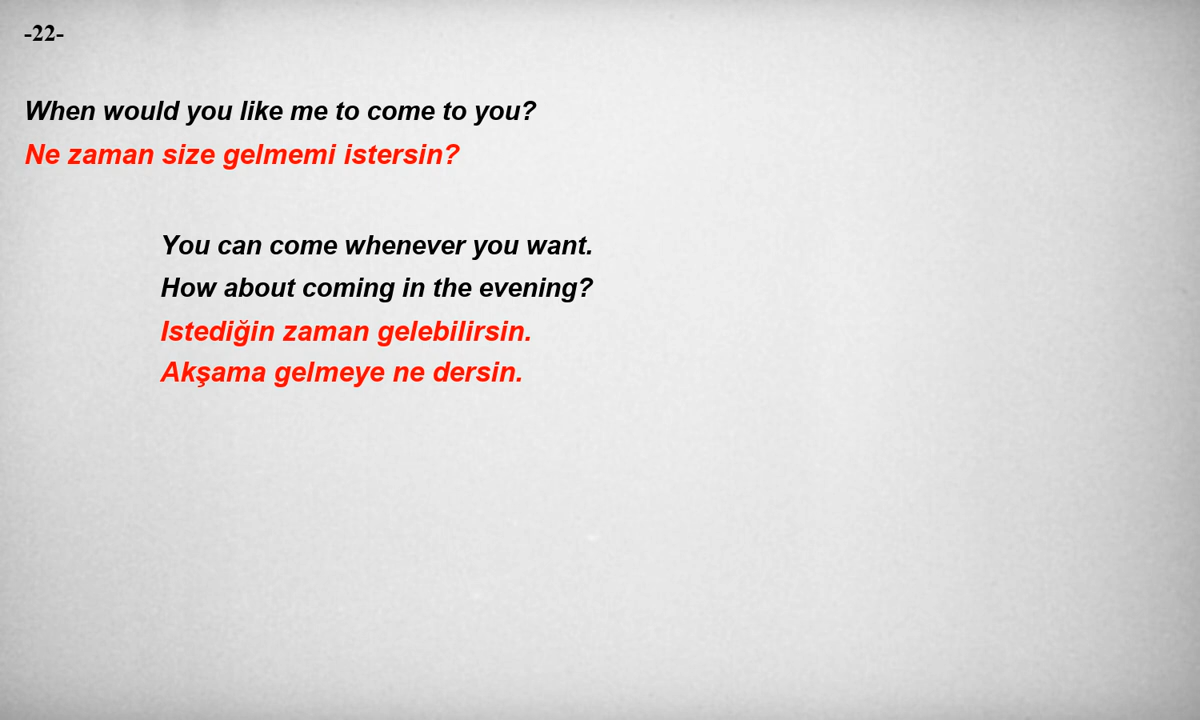 -22-
When would you like me to come to you?
Ne zaman size gelmemi istersin?
You can come whenever you want.
How about coming in the evening?
Istediğin zaman gelebilirsin.
Akşama gelmeye ne dersin.